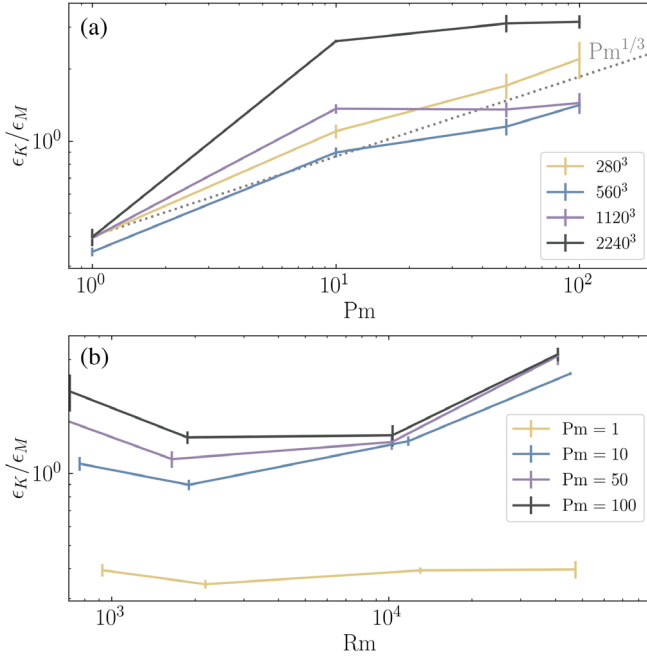 (a)
Pm^{1/3}
ϵ_K/ϵ_M
10^0
280^3
560^3
1120^3
2240^3
10^0 10^1 10^2
Pm
(b)
ϵ_K/ϵ_M
10^0
Pm = 1
Pm = 10
Pm = 50
Pm = 100
10^3 10^4
Rm